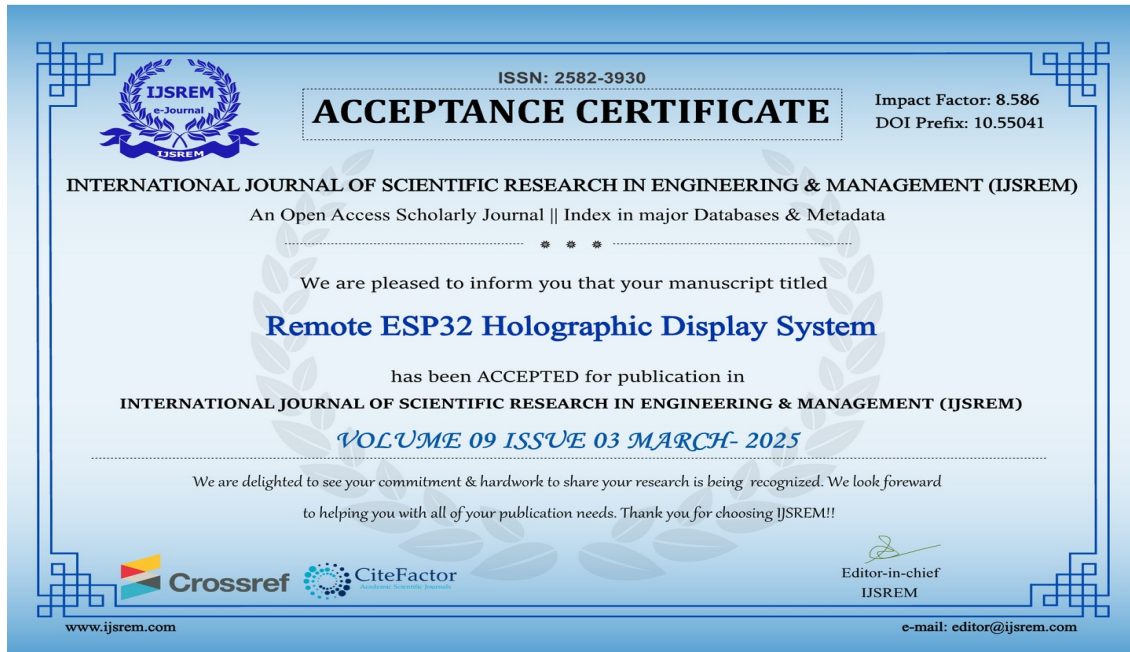 IJSREM
e-Journal
IJSREM
IJSREM
ISSN: 2582-3930
ACCEPTANCE CERTIFICATE
Impact Factor: 8.586
DOI Prefix: 10.55041
INTERNATIONAL JOURNAL OF SCIENTIFIC RESEARCH IN ENGINEERING & MANAGEMENT (IJSREM)
An Open Access Scholarly Journal || Index in major Databases & Metadata
We are pleased to inform you that your manuscript titled
Remote ESP32 Holographic Display System
has been ACCEPTED for publication in
INTERNATIONAL JOURNAL OF SCIENTIFIC RESEARCH IN ENGINEERING & MANAGEMENT (IJSREM)
VOLUME 09 ISSUE 03 MARCH- 2025
We are delighted to see your commitment & hardwork to share your research is being recognized. We look foreward
to helping you with all of your publication needs. Thank you for choosing IJSREM!!
Crossref
CiteFactor
Academic Scientific Journals
Editor-in-chief
IJSREM
www.ijsrem.com
e-mail: editor@ijsrem.com